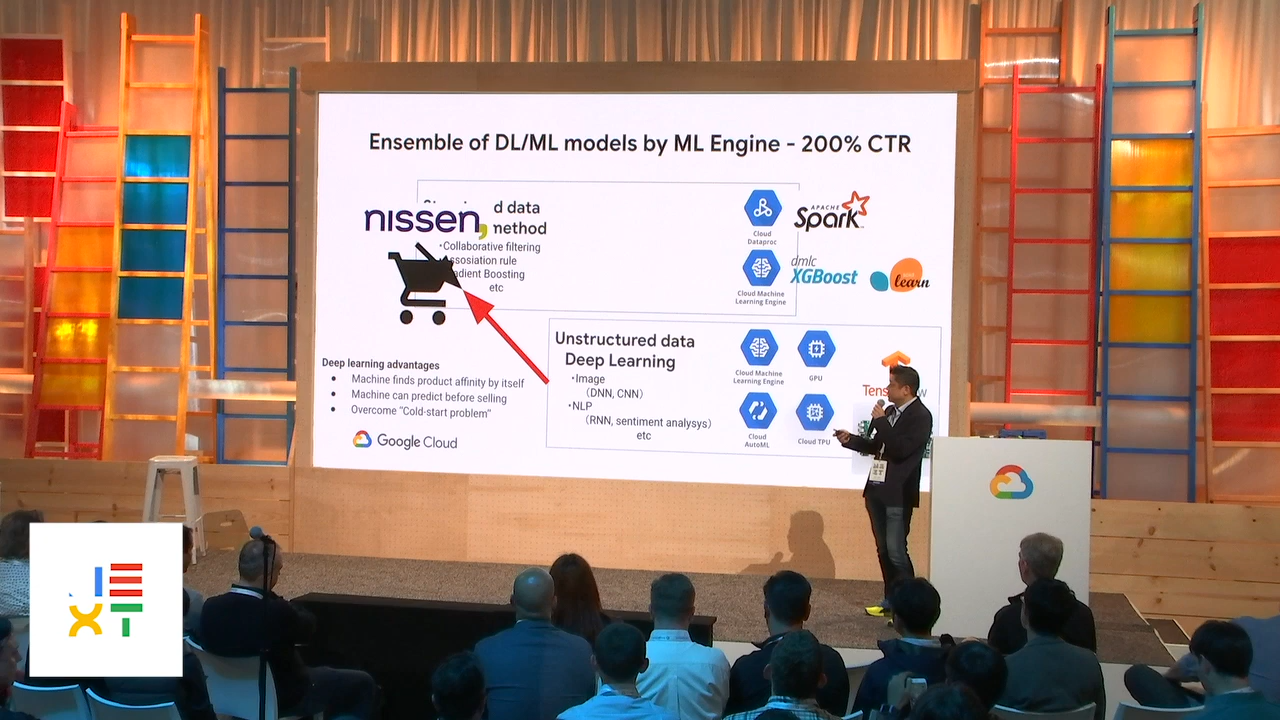 Ensemble of DL/ML models by ML Engine - 200% CTR
d data
nissen,
method
・Collaborative filtering
ssosiation rule
adient Boosting
etc
Cloud
Dataproc
APACHE
Spark
Cloud Machine
Learning Engine
dmlc
XGBoost
learn
Unstructured data
Deep Learning
・Image
(DNN, CNN)
・NLP
(RNN, sentiment analysys)
etc
Cloud Machine
Learning Engine
GPU
Cloud
AutoML
Cloud TPU
Tens
w
Deep learning advantages
● Machine finds product affinity by itself
● Machine can predict before selling
● Overcome "Cold-start problem"
Google Cloud